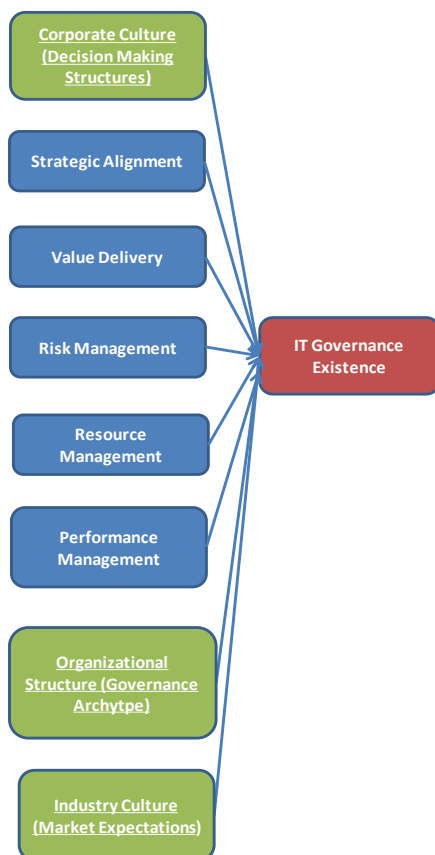 Corporate Culture
(Decision Making
Structures)
Strategic Alignment
Value Delivery
Risk Management
IT Governance
Existence
Resource
Management
Performance
Management
Organizational
Structure (Governance
Archytpe)
Industry Culture
(Market Expectations)